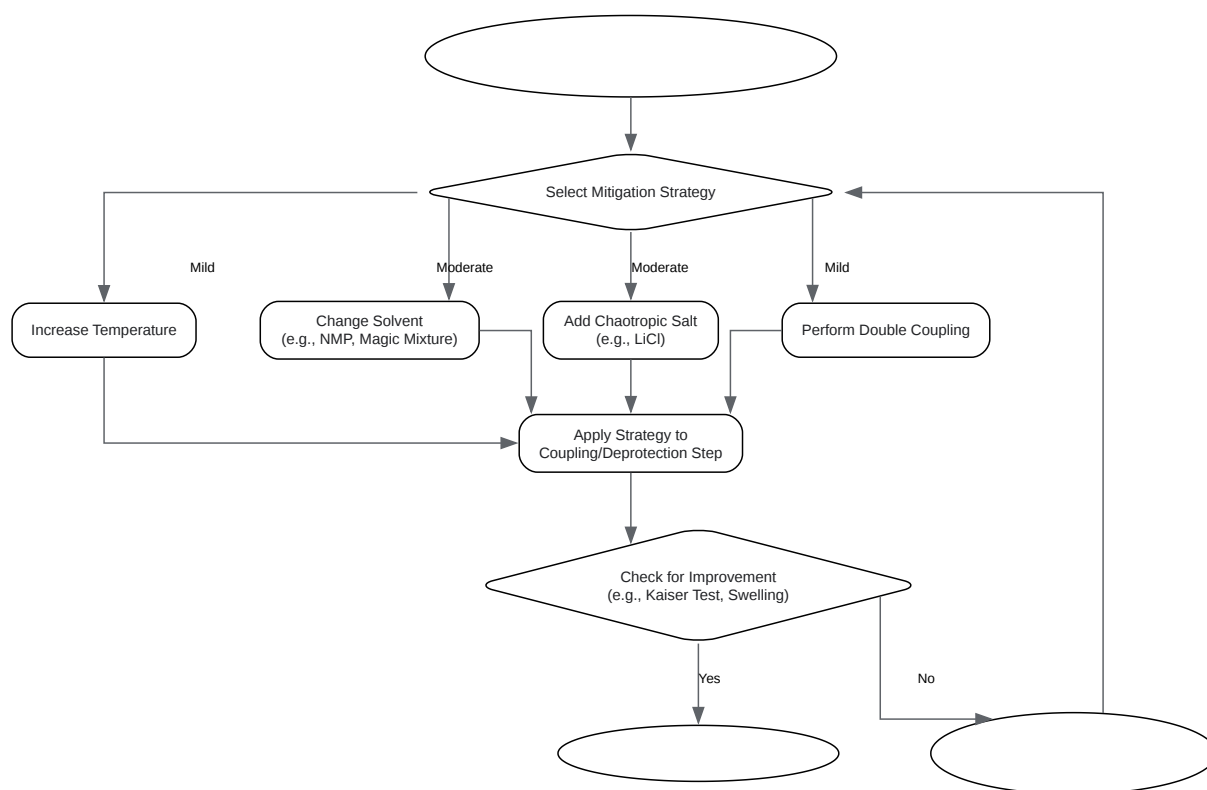 Select Mitigation Strategy
Mild
Moderate
Moderate
Mild
Increase Temperature
Change Solvent
(e.g., NMP, Magic Mixture)
Add Chaotropic Salt
(e.g., LiCl)
Perform Double Coupling
Apply Strategy to
Coupling/Deprotection Step
Check for Improvement
(e.g., Kaiser Test, Swelling)
Yes
No